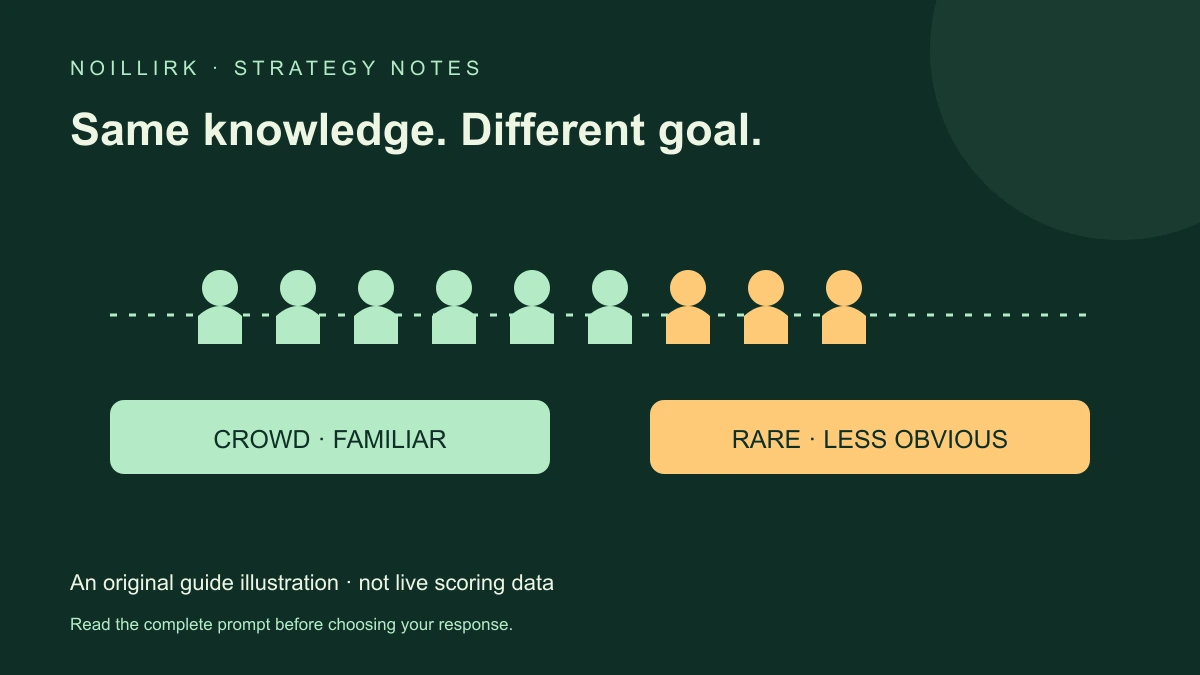 NOILLIRK · STRATEGY NOTES
Same knowledge. Different goal.
CROWD · FAMILIAR
RARE · LESS OBVIOUS
An original guide illustration · not live scoring data
Read the complete prompt before choosing your response.